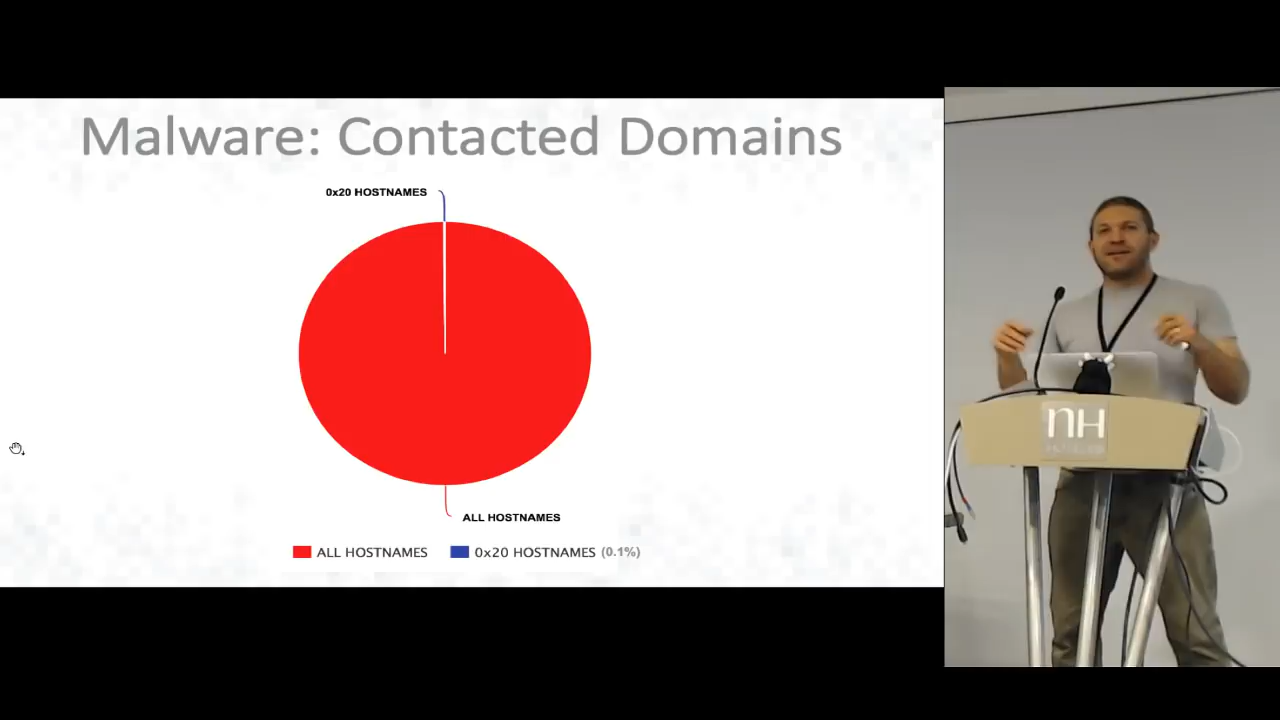 Malware: Contacted Domains
0x20 HOSTNAMES
ALL HOSTNAMES
ALL HOSTNAMES 0x20 HOSTNAMES (0.1%)
nH